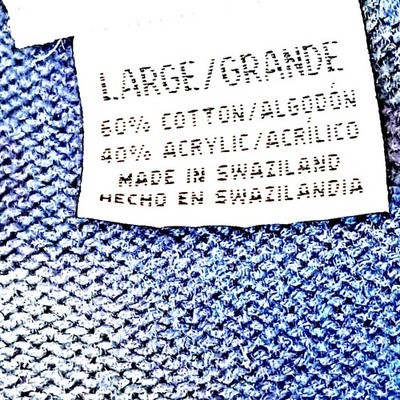 LARGE/GRANDE
60% COTTON/ALGODÓN
40% ACRYLIC/ACRÍLICO
MADE IN SWAZILAND
HECHO EN SWAZILANDIA